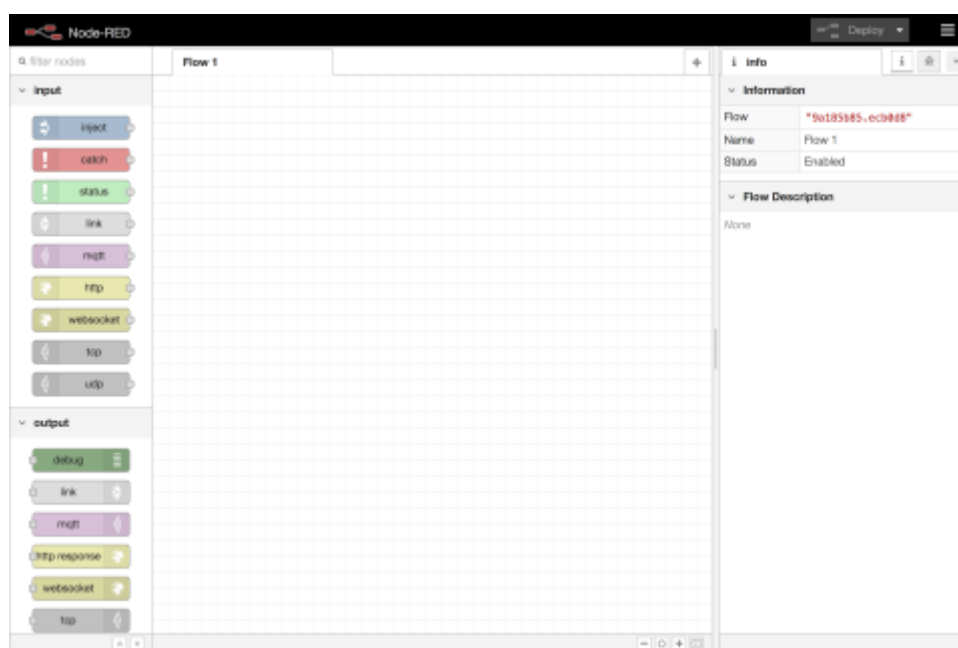 Node-RED
Deploy
filter nodes
Flow 1
info
input
inject
catch
status
link
mqtt
http
websocket
tcp
udp
output
debug
link
mqtt
http response
websocket
tcp
Information
Flow "9a185b85.ecb0d8"
Name Flow 1
Status Enabled
Flow Description
None